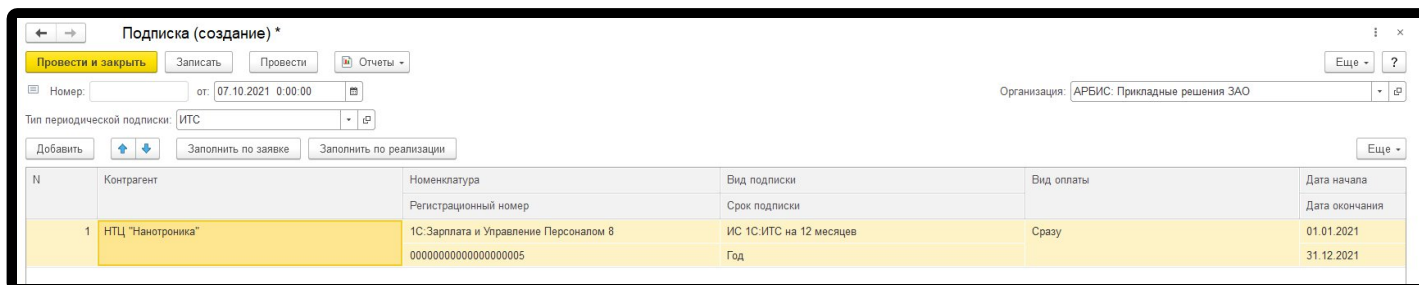 Подписка (создание) *
Провести и закрыть Записать Провести Отчеты Еще ?
Номер: от: 07.10.2021 0:00:00 Организация: АРБИС: Прикладные решения ЗАО
Тип периодической подписки: ИТС
Добавить Заполнить по заявке Заполнить по реализации Еще
N Контрагент Номенклатура Вид подписки Вид оплаты Дата начала
Регистрационный номер Срок подписки Дата окончания
1 НТЦ "Нанотроника" 1С:Зарплата и Управление Персоналом 8 ИС 1С:ИТС на 12 месяцев Сразу 01.01.2021
00000000000000000005 Год 31.12.2021